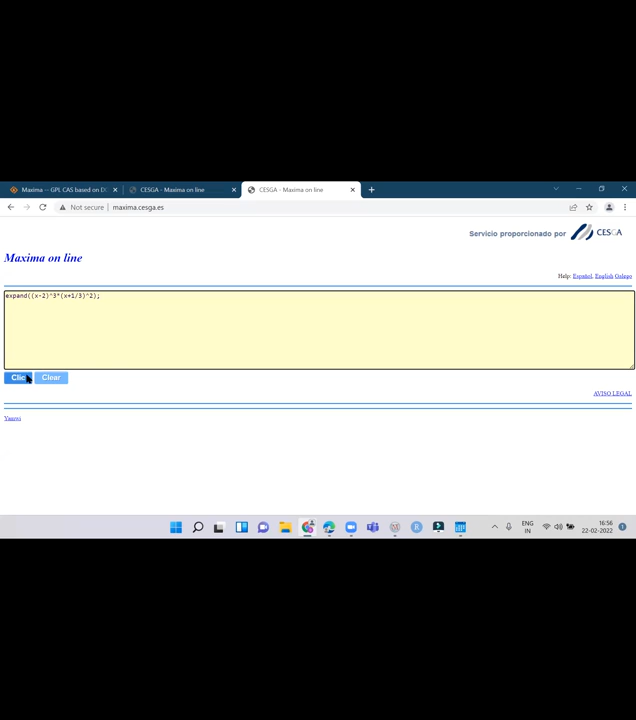 Maxima -- GPL CAS based on DO
CESGA - Maxima on line
CESGA - Maxima on line
Not secure
maxima.cesga.es
Servicio proporcionado por CESGA
Maxima on line
Help: Español, English Galego
expand((x-2)^3*(x+1/3)^2);
Clic
Clear
AVISO LEGAL
ENG
IN
16:56
22-02-2022